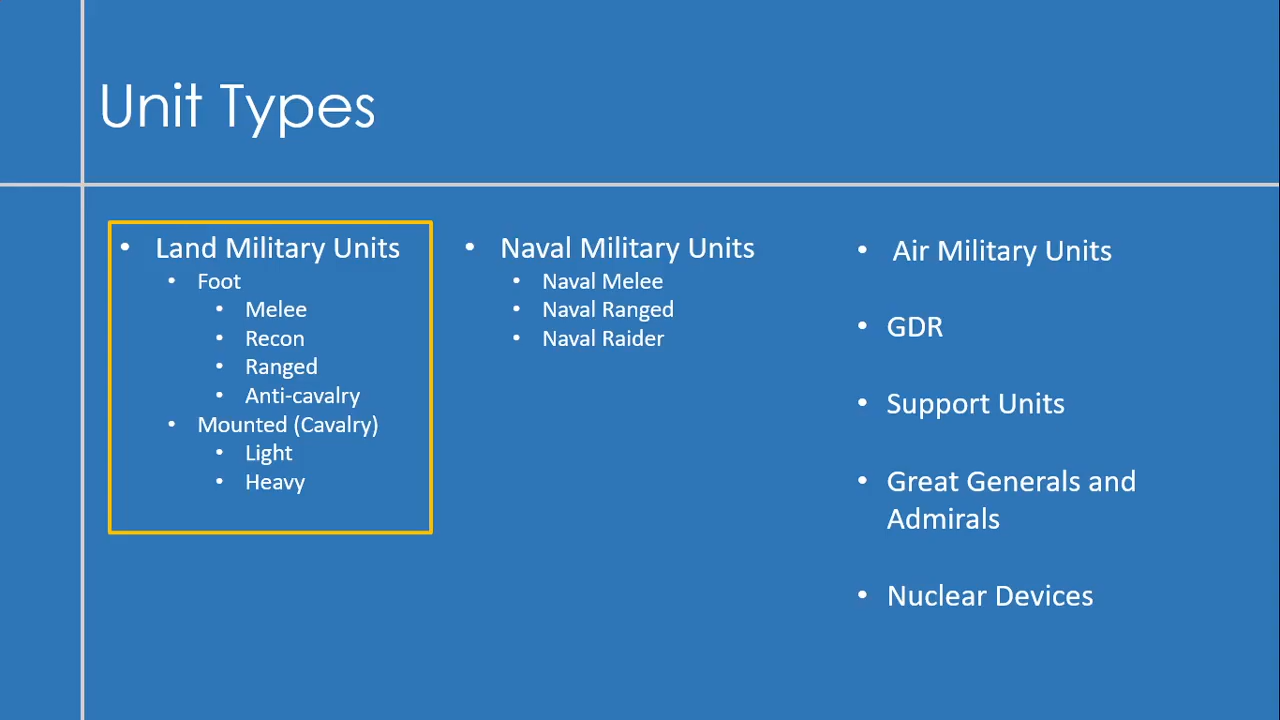 Unit Types
• Land Military Units
• Foot
• Melee
• Recon
• Ranged
• Anti-cavalry
• Mounted (Cavalry)
• Light
• Heavy
• Naval Military Units
• Naval Melee
• Naval Ranged
• Naval Raider
• Air Military Units
• GDR
• Support Units
• Great Generals and
Admirals
• Nuclear Devices